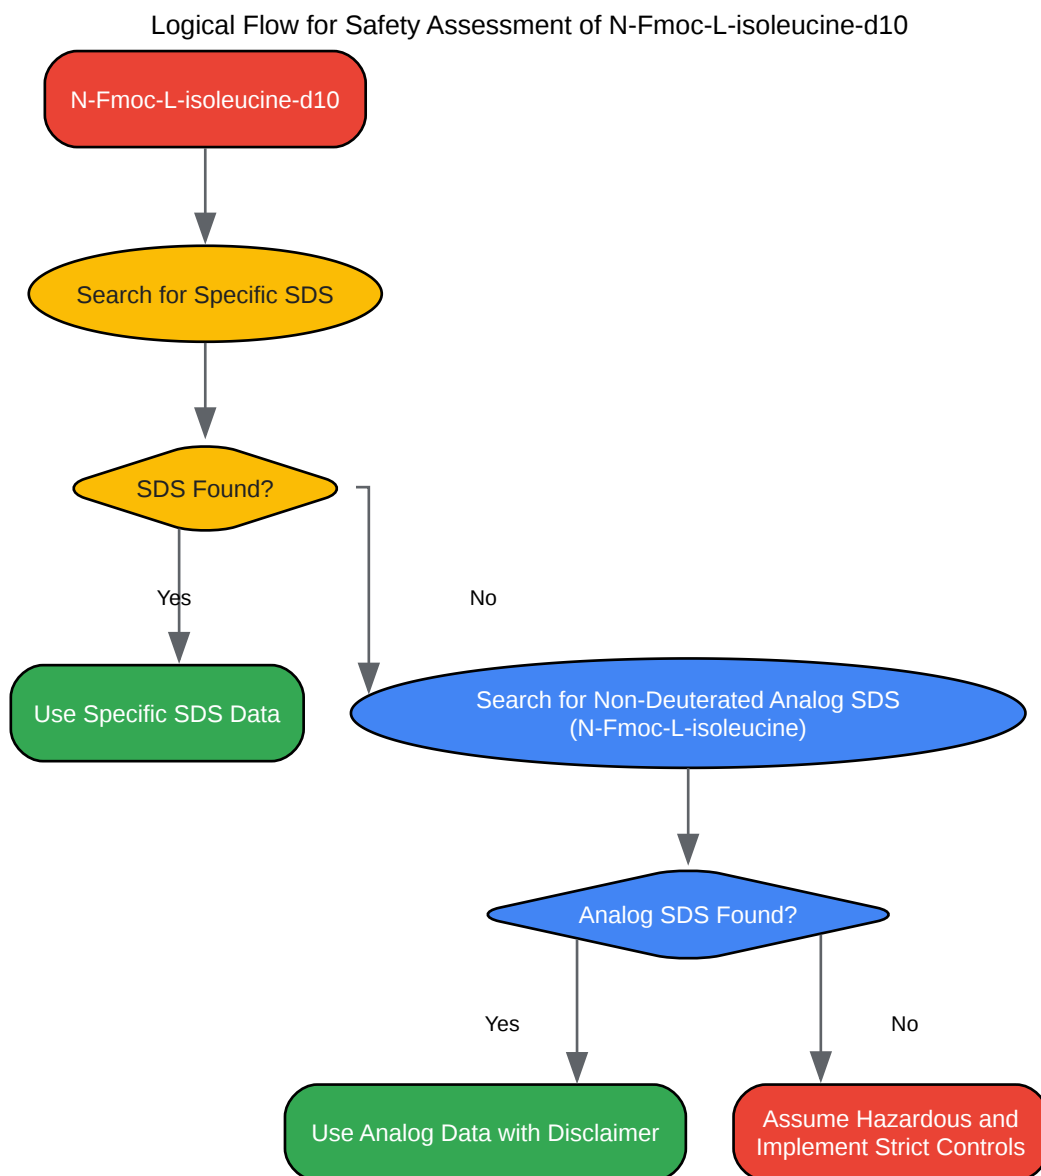 Logical Flow for Safety Assessment of N-Fmoc-L-isoleucine-d10
N-Fmoc-L-isoleucine-d10
Search for Specific SDS
SDS Found?
Yes
No
Use Specific SDS Data
Search for Non-Deuterated Analog SDS
(N-Fmoc-L-isoleucine)
Analog SDS Found?
Yes
No
Use Analog Data with Disclaimer
Assume Hazardous and
Implement Strict Controls